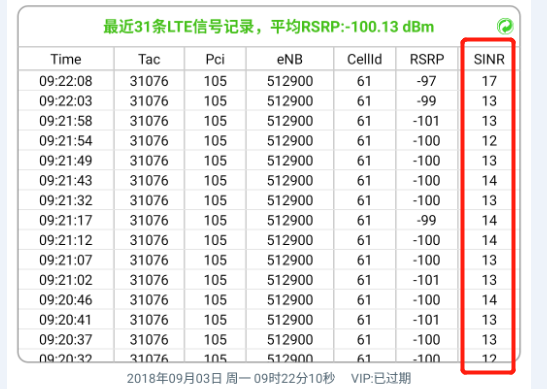 最近31条LTE信号记录，平均RSRP:-100.13 dBm
Time Tac Pci eNB CellId RSRP SINR
09:22:08 31076 105 512900 61 -97 17
09:22:03 31076 105 512900 61 -99 13
09:21:58 31076 105 512900 61 -101 13
09:21:54 31076 105 512900 61 -100 12
09:21:49 31076 105 512900 61 -100 13
09:21:43 31076 105 512900 61 -100 14
09:21:32 31076 105 512900 61 -100 13
09:21:17 31076 105 512900 61 -99 14
09:21:12 31076 105 512900 61 -100 14
09:21:07 31076 105 512900 61 -100 13
09:21:02 31076 105 512900 61 -101 13
09:20:46 31076 105 512900 61 -100 14
09:20:41 31076 105 512900 61 -101 13
09:20:37 31076 105 512900 61 -100 13
09:20:32 31076 105 512900 61 -100 12
2018年09月03日 周一 09时22分10秒 VIP:已过期